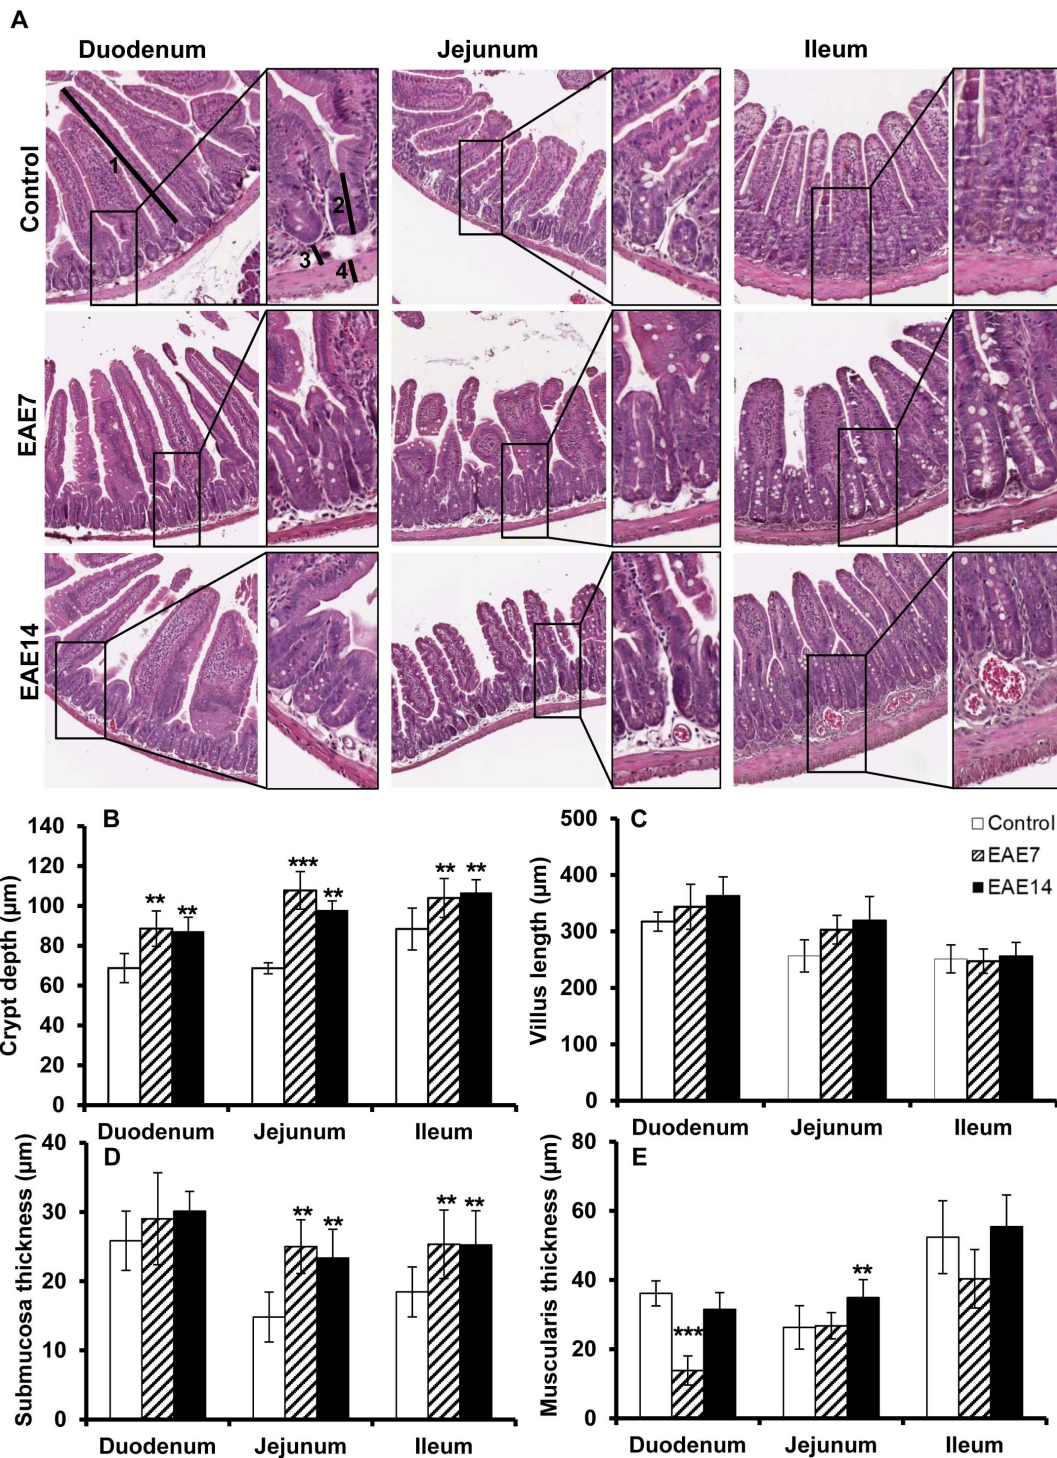 A
Duodenum Jejunum Ileum
Control
1
2
3
4
EAE7
EAE14
B
Crypt depth (µm)
140
120
100
80
60
40
20
0
** ** *** ** ** **
Duodenum Jejunum Ileum
C
Villus length (µm)
500
400
300
200
100
0
Control
EAE7
EAE14
Duodenum Jejunum Ileum
D
Submucosa thickness (µm)
40
30
20
10
0
** ** ** **
Duodenum Jejunum Ileum
E
Muscularis thickness (µm)
80
60
40
20
0
*** **
Duodenum Jejunum Ileum